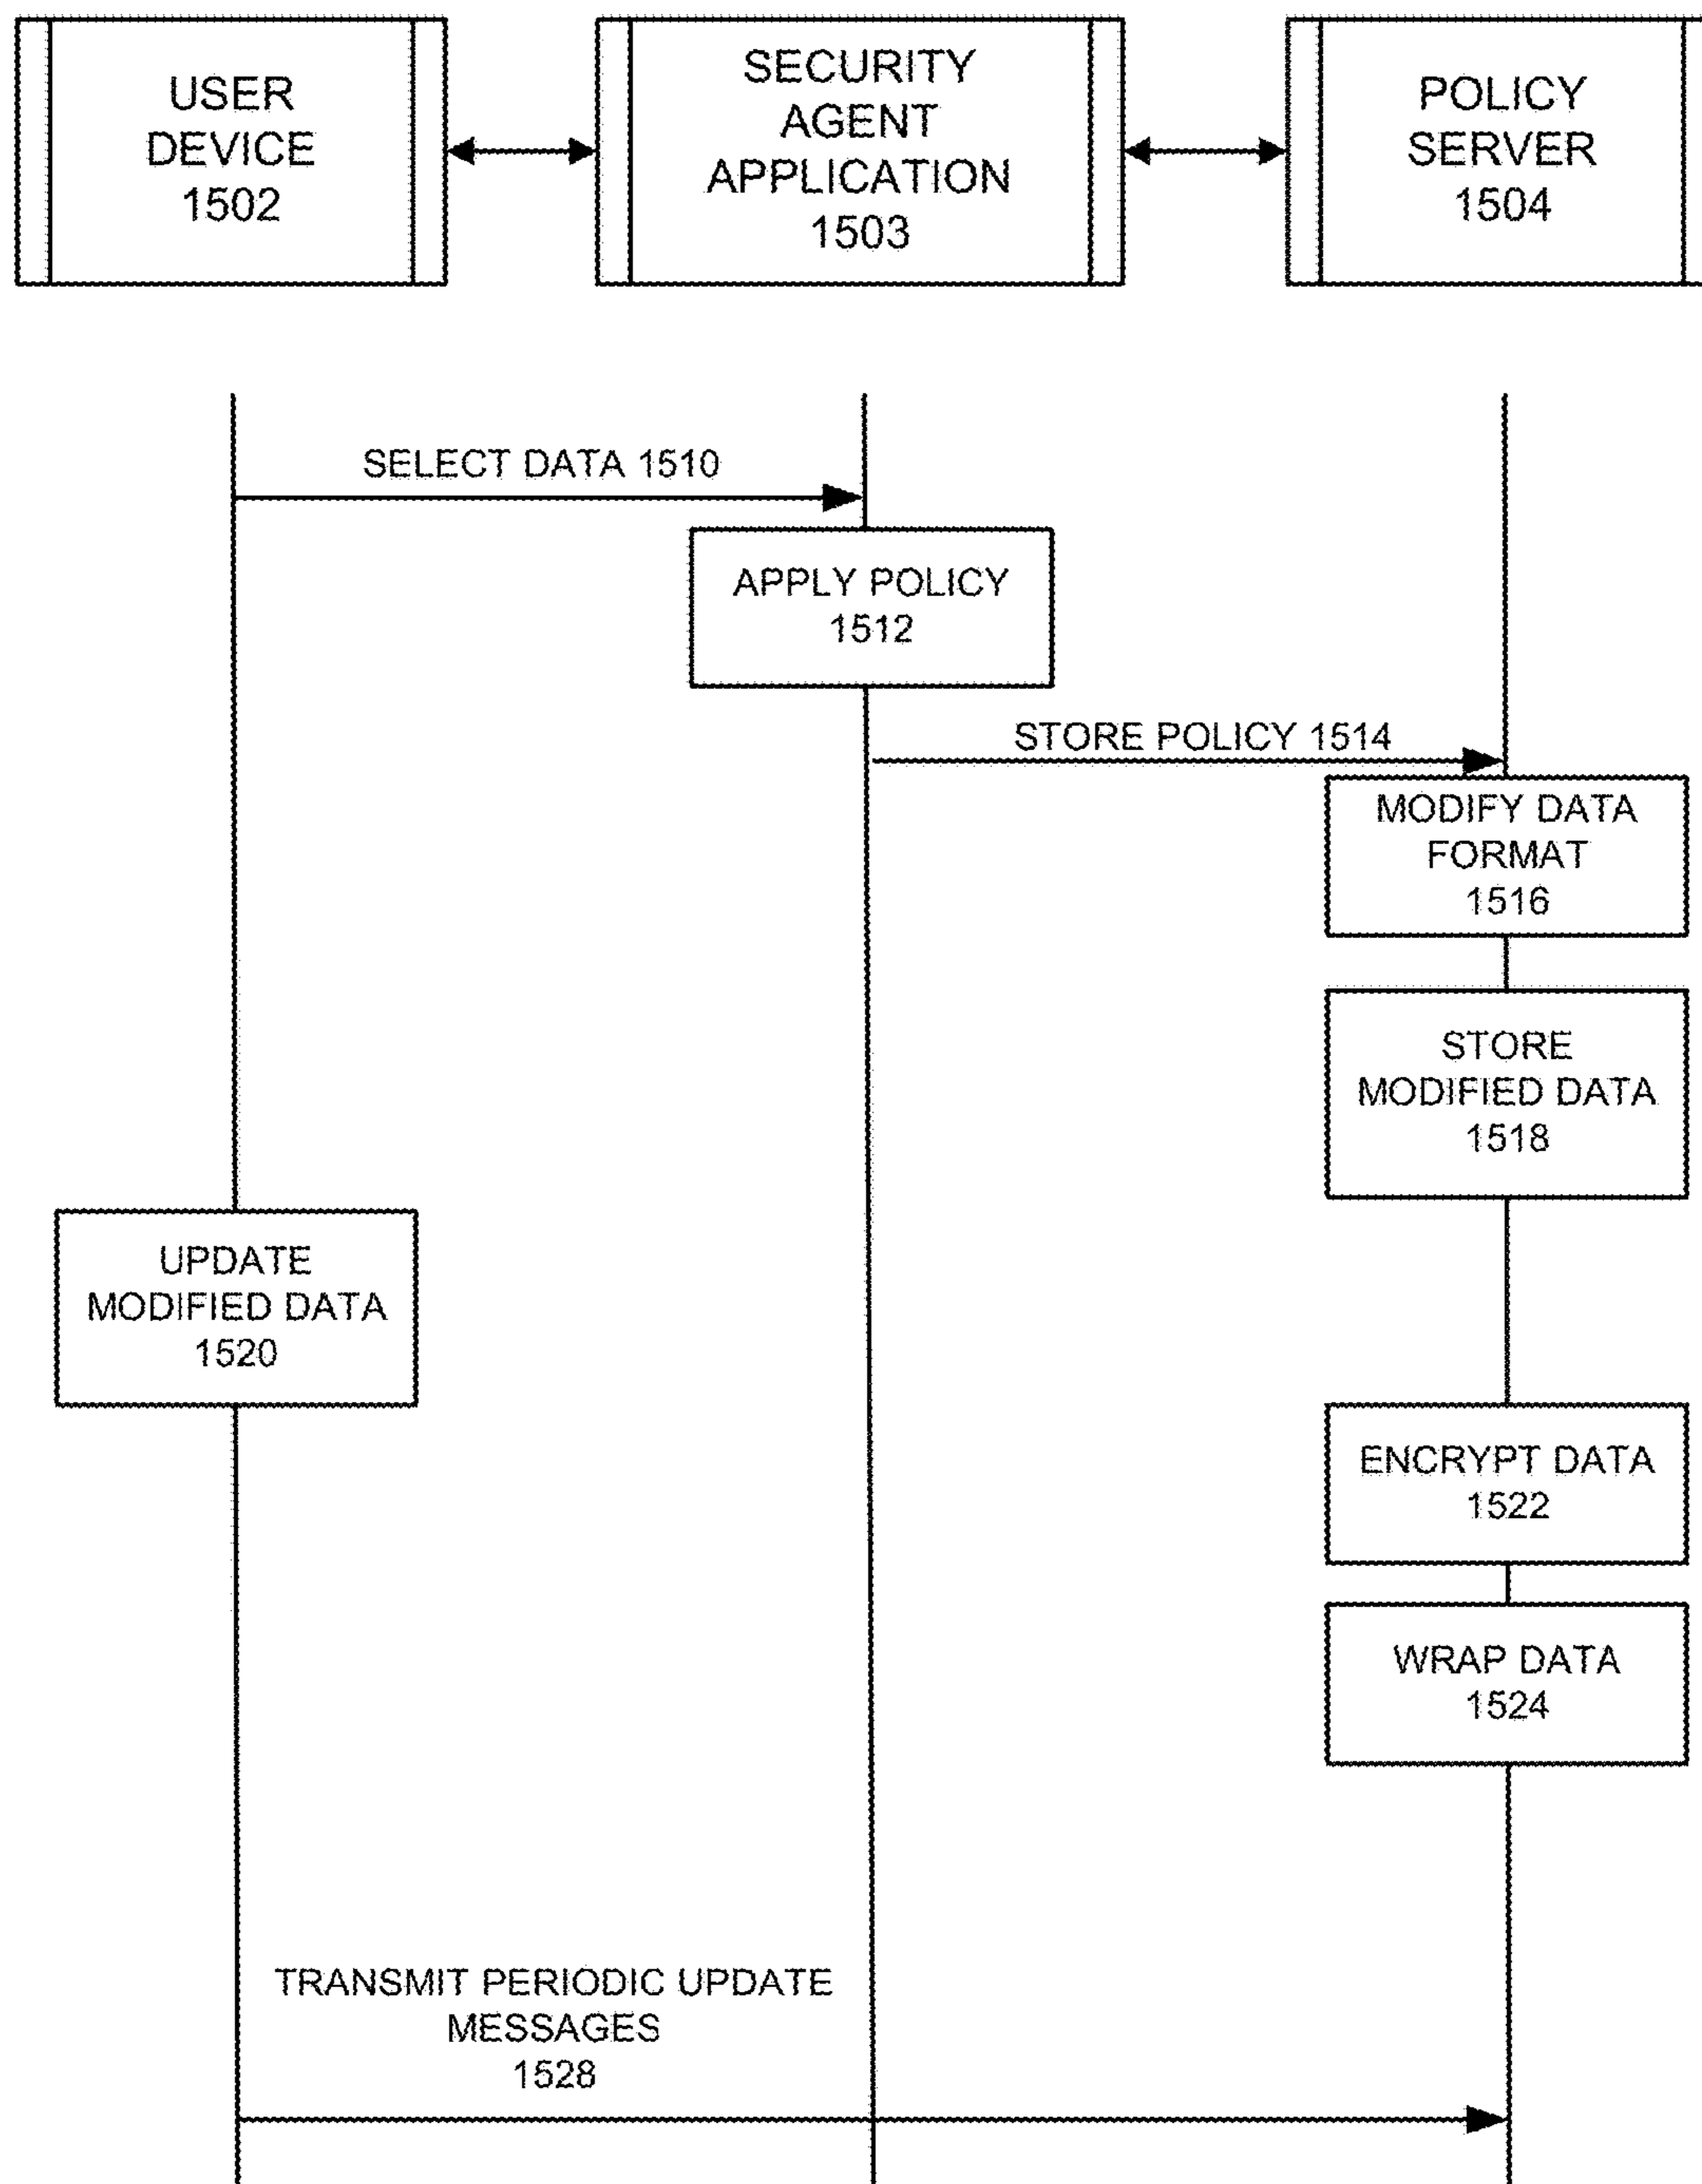 USER
DEVICE
1502
SECURITY
AGENT
APPLICATION
1503
POLICY
SERVER
1504
SELECT DATA 1510
APPLY POLICY
1512
STORE POLICY 1514
MODIFY DATA
FORMAT
1516
STORE
MODIFIED DATA
1518
UPDATE
MODIFIED DATA
1520
ENCRYPT DATA
1522
WRAP DATA
1524
TRANSMIT PERIODIC UPDATE
MESSAGES
1528